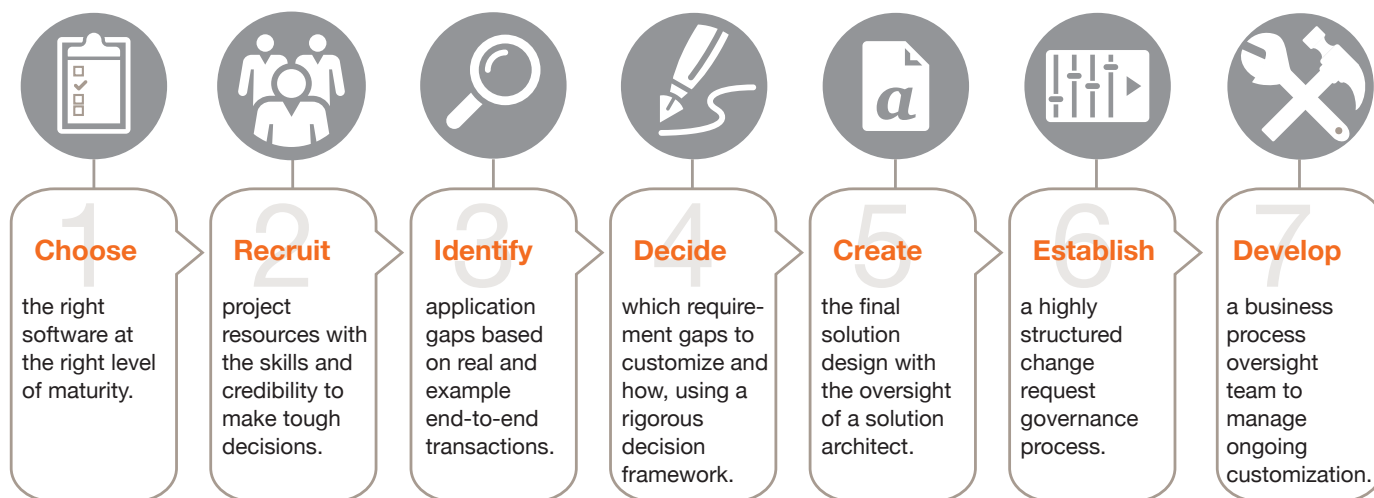 a
1
Choose
the right
software at
the right level
of maturity.
2
Recruit
project
resources with
the skills and
credibility to
make tough
decisions.
3
Identify
application
gaps based
on real and
example
end-to-end
transactions.
4
Decide
which require-
ment gaps to
customize and
how, using a
rigorous
decision
framework.
5
Create
the final
solution
design with
the oversight
of a solution
architect.
6
Establish
a highly
structured
change
request
governance
process.
7
Develop
a business
process
oversight
team to
manage
ongoing
customization.